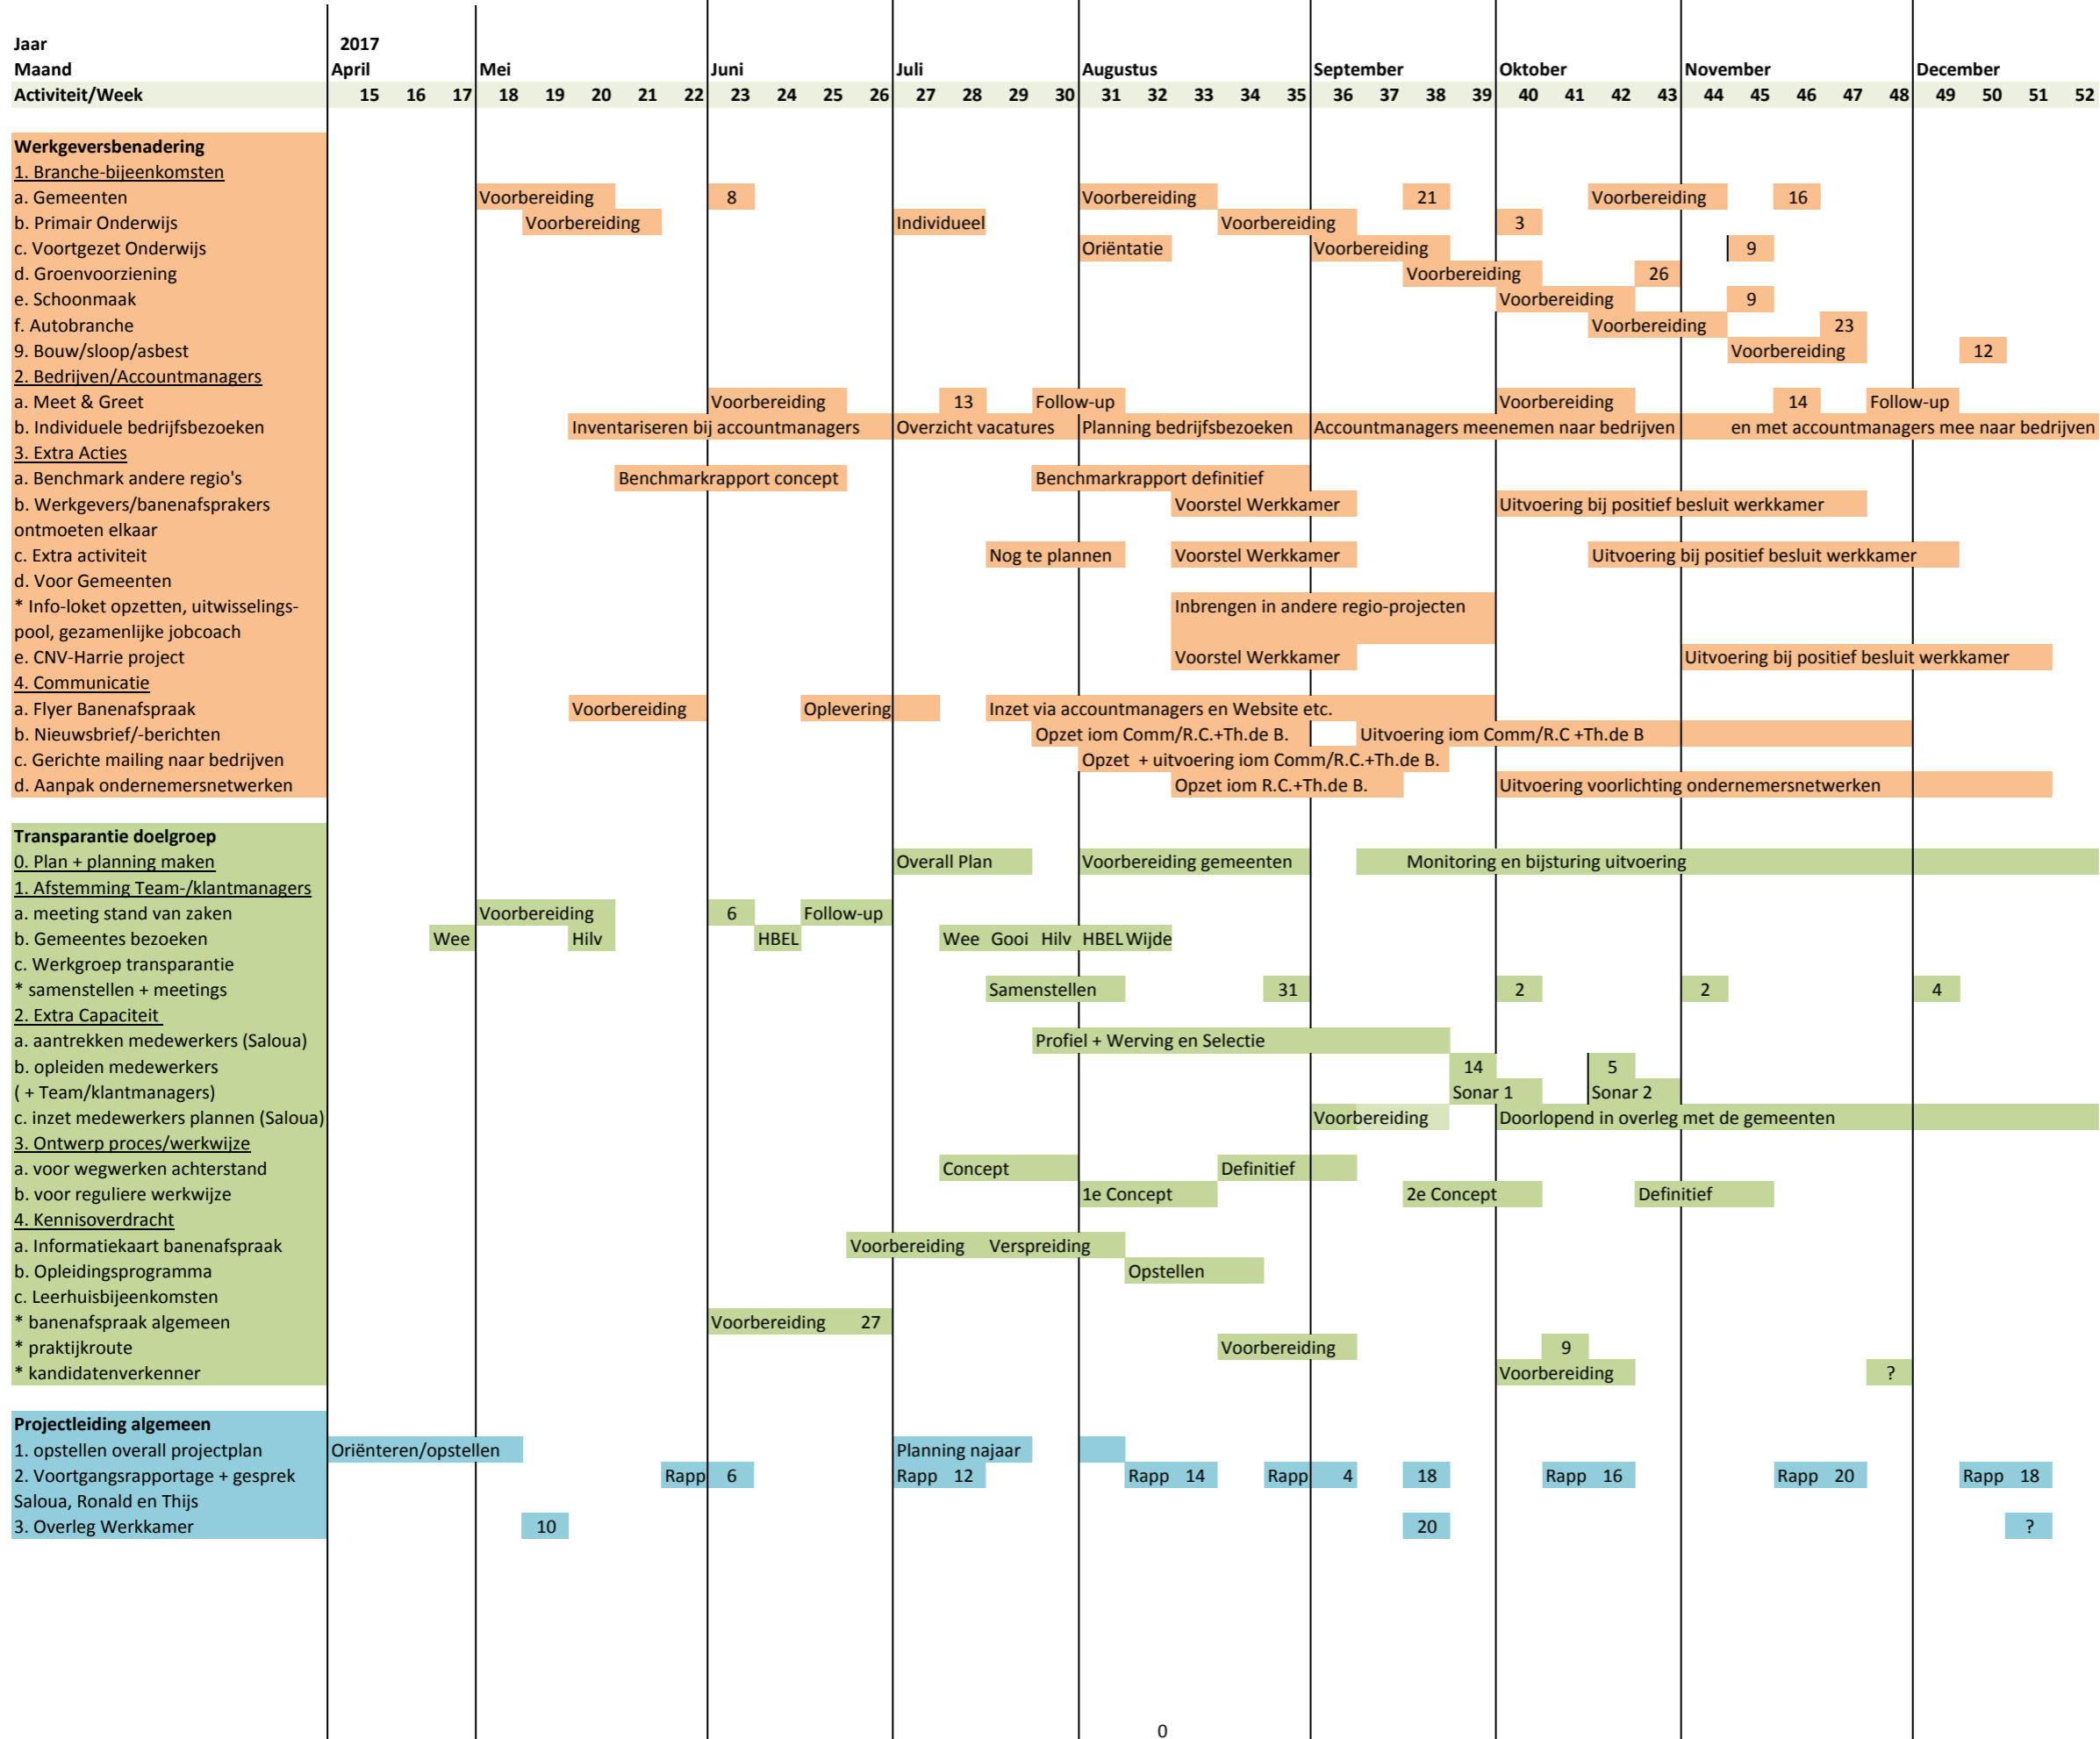 Jaar 2017
Maand April Mei Juni Juli Augustus September Oktober November December
Activiteit/Week 15 16 17 18 19 20 21 22 23 24 25 26 27 28 29 30 31 32 33 34 35 36 37 38 39 40 41 42 43 44 45 46 47 48 49 50 51 52
Werkgeversbenadering
1. Branche-bijeenkomsten
a. Gemeenten Voorbereiding 8 Voorbereiding 21 Voorbereiding 16
b. Primair Onderwijs Voorbereiding Individueel Voorbereiding 3
c. Voortgezet Onderwijs Oriëntatie Voorbereiding 9
d. Groenvoorziening Voorbereiding 26
e. Schoonmaak Voorbereiding 9
f. Autobranche Voorbereiding 23
9. Bouw/sloop/asbest Voorbereiding 12
2. Bedrijven/Accountmanagers
a. Meet & Greet Voorbereiding 13 Follow-up Voorbereiding 14 Follow-up
b. Individuele bedrijfsbezoeken Inventariseren bij accountmanagers Overzicht vacatures Planning bedrijfsbezoeken Accountmanagers meenemen naar bedrijven en met accountmanagers mee naar bedrijven
3. Extra Acties
a. Benchmark andere regio's Benchmarkrapport concept Benchmarkrapport definitief
b. Werkgevers/banenafsprakers Voorstel Werkkamer Uitvoering bij positief besluit werkkamer
ontmoeten elkaar
c. Extra activiteit Nog te plannen Voorstel Werkkamer Uitvoering bij positief besluit werkkamer
d. Voor Gemeenten
* Info-loket opzetten, uitwisselings- Inbrengen in andere regio-projecten
pool, gezamenlijke jobcoach
e. CNV-Harrie project Voorstel Werkkamer Uitvoering bij positief besluit werkkamer
4. Communicatie
a. Flyer Banenafspraak Voorbereiding Oplevering Inzet via accountmanagers en Website etc.
b. Nieuwsbrief/-berichten Opzet iom Comm/R.C.+Th.de B. Uitvoering iom Comm/R.C +Th.de B
c. Gerichte mailing naar bedrijven Opzet + uitvoering iom Comm/R.C.+Th.de B.
d. Aanpak ondernemersnetwerken Opzet iom R.C.+Th.de B. Uitvoering voorlichting ondernemersnetwerken
Transparantie doelgroep
0. Plan + planning maken Overall Plan Voorbereiding gemeenten Monitoring en bijsturing uitvoering
1. Afstemming Team-/klantmanagers
a. meeting stand van zaken Voorbereiding 6 Follow-up
b. Gemeentes bezoeken Wee Hilv HBEL Wee Gooi Hilv HBEL Wijde
c. Werkgroep transparantie
* samenstellen + meetings Samenstellen 31 2 2 4
2. Extra Capaciteit
a. aantrekken medewerkers (Saloua) Profiel + Werving en Selectie
b. opleiden medewerkers 14 5
( + Team/klantmanagers) Sonar 1 Sonar 2
c. inzet medewerkers plannen (Saloua) Voorbereiding Doorlopend in overleg met de gemeenten
3. Ontwerp proces/werkwijze
a. voor wegwerken achterstand Concept Definitief
b. voor reguliere werkwijze 1e Concept 2e Concept Definitief
4. Kennisoverdracht
a. Informatiekaart banenafspraak Voorbereiding Verspreiding
b. Opleidingsprogramma Opstellen
c. Leerhuisbijeenkomsten
* banenafspraak algemeen Voorbereiding 27
* praktijkroute Voorbereiding 9
* kandidatenverkenner Voorbereiding ?
Projectleiding algemeen
1. opstellen overall projectplan Oriënteren/opstellen Planning najaar
2. Voortgangsrapportage + gesprek Rapp 6 Rapp 12 Rapp 14 Rapp 4 18 Rapp 16 Rapp 20 Rapp 18
Saloua, Ronald en Thijs
3. Overleg Werkkamer 10 20 ?
0